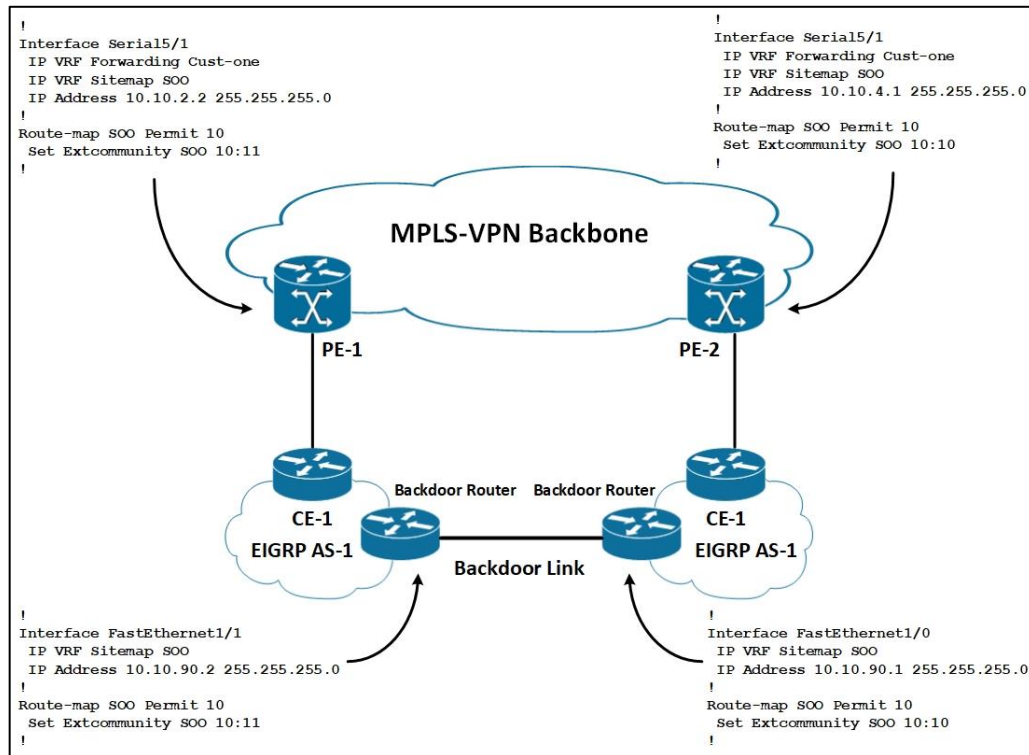 !
Interface Serial5/1
IP VRF Forwarding Cust-one
IP VRF Sitemap SOO
IP Address 10.10.2.2 255.255.255.0
!
Route-map SOO Permit 10
Set Extcommunity SOO 10:11
!
!
Interface Serial5/1
IP VRF Forwarding Cust-one
IP VRF Sitemap SOO
IP Address 10.10.4.1 255.255.255.0
!
Route-map SOO Permit 10
Set Extcommunity SOO 10:10
!
MPLS-VPN Backbone
PE-1
PE-2
Backdoor Router
Backdoor Router
CE-1
EIGRP AS-1
CE-1
EIGRP AS-1
Backdoor Link
!
Interface FastEthernet1/1
IP VRF Sitemap SOO
IP Address 10.10.90.2 255.255.255.0
!
Route-map SOO Permit 10
Set Extcommunity SOO 10:11
!
!
Interface FastEthernet1/0
IP VRF Sitemap SOO
IP Address 10.10.90.1 255.255.255.0
!
Route-map SOO Permit 10
Set Extcommunity SOO 10:10
!